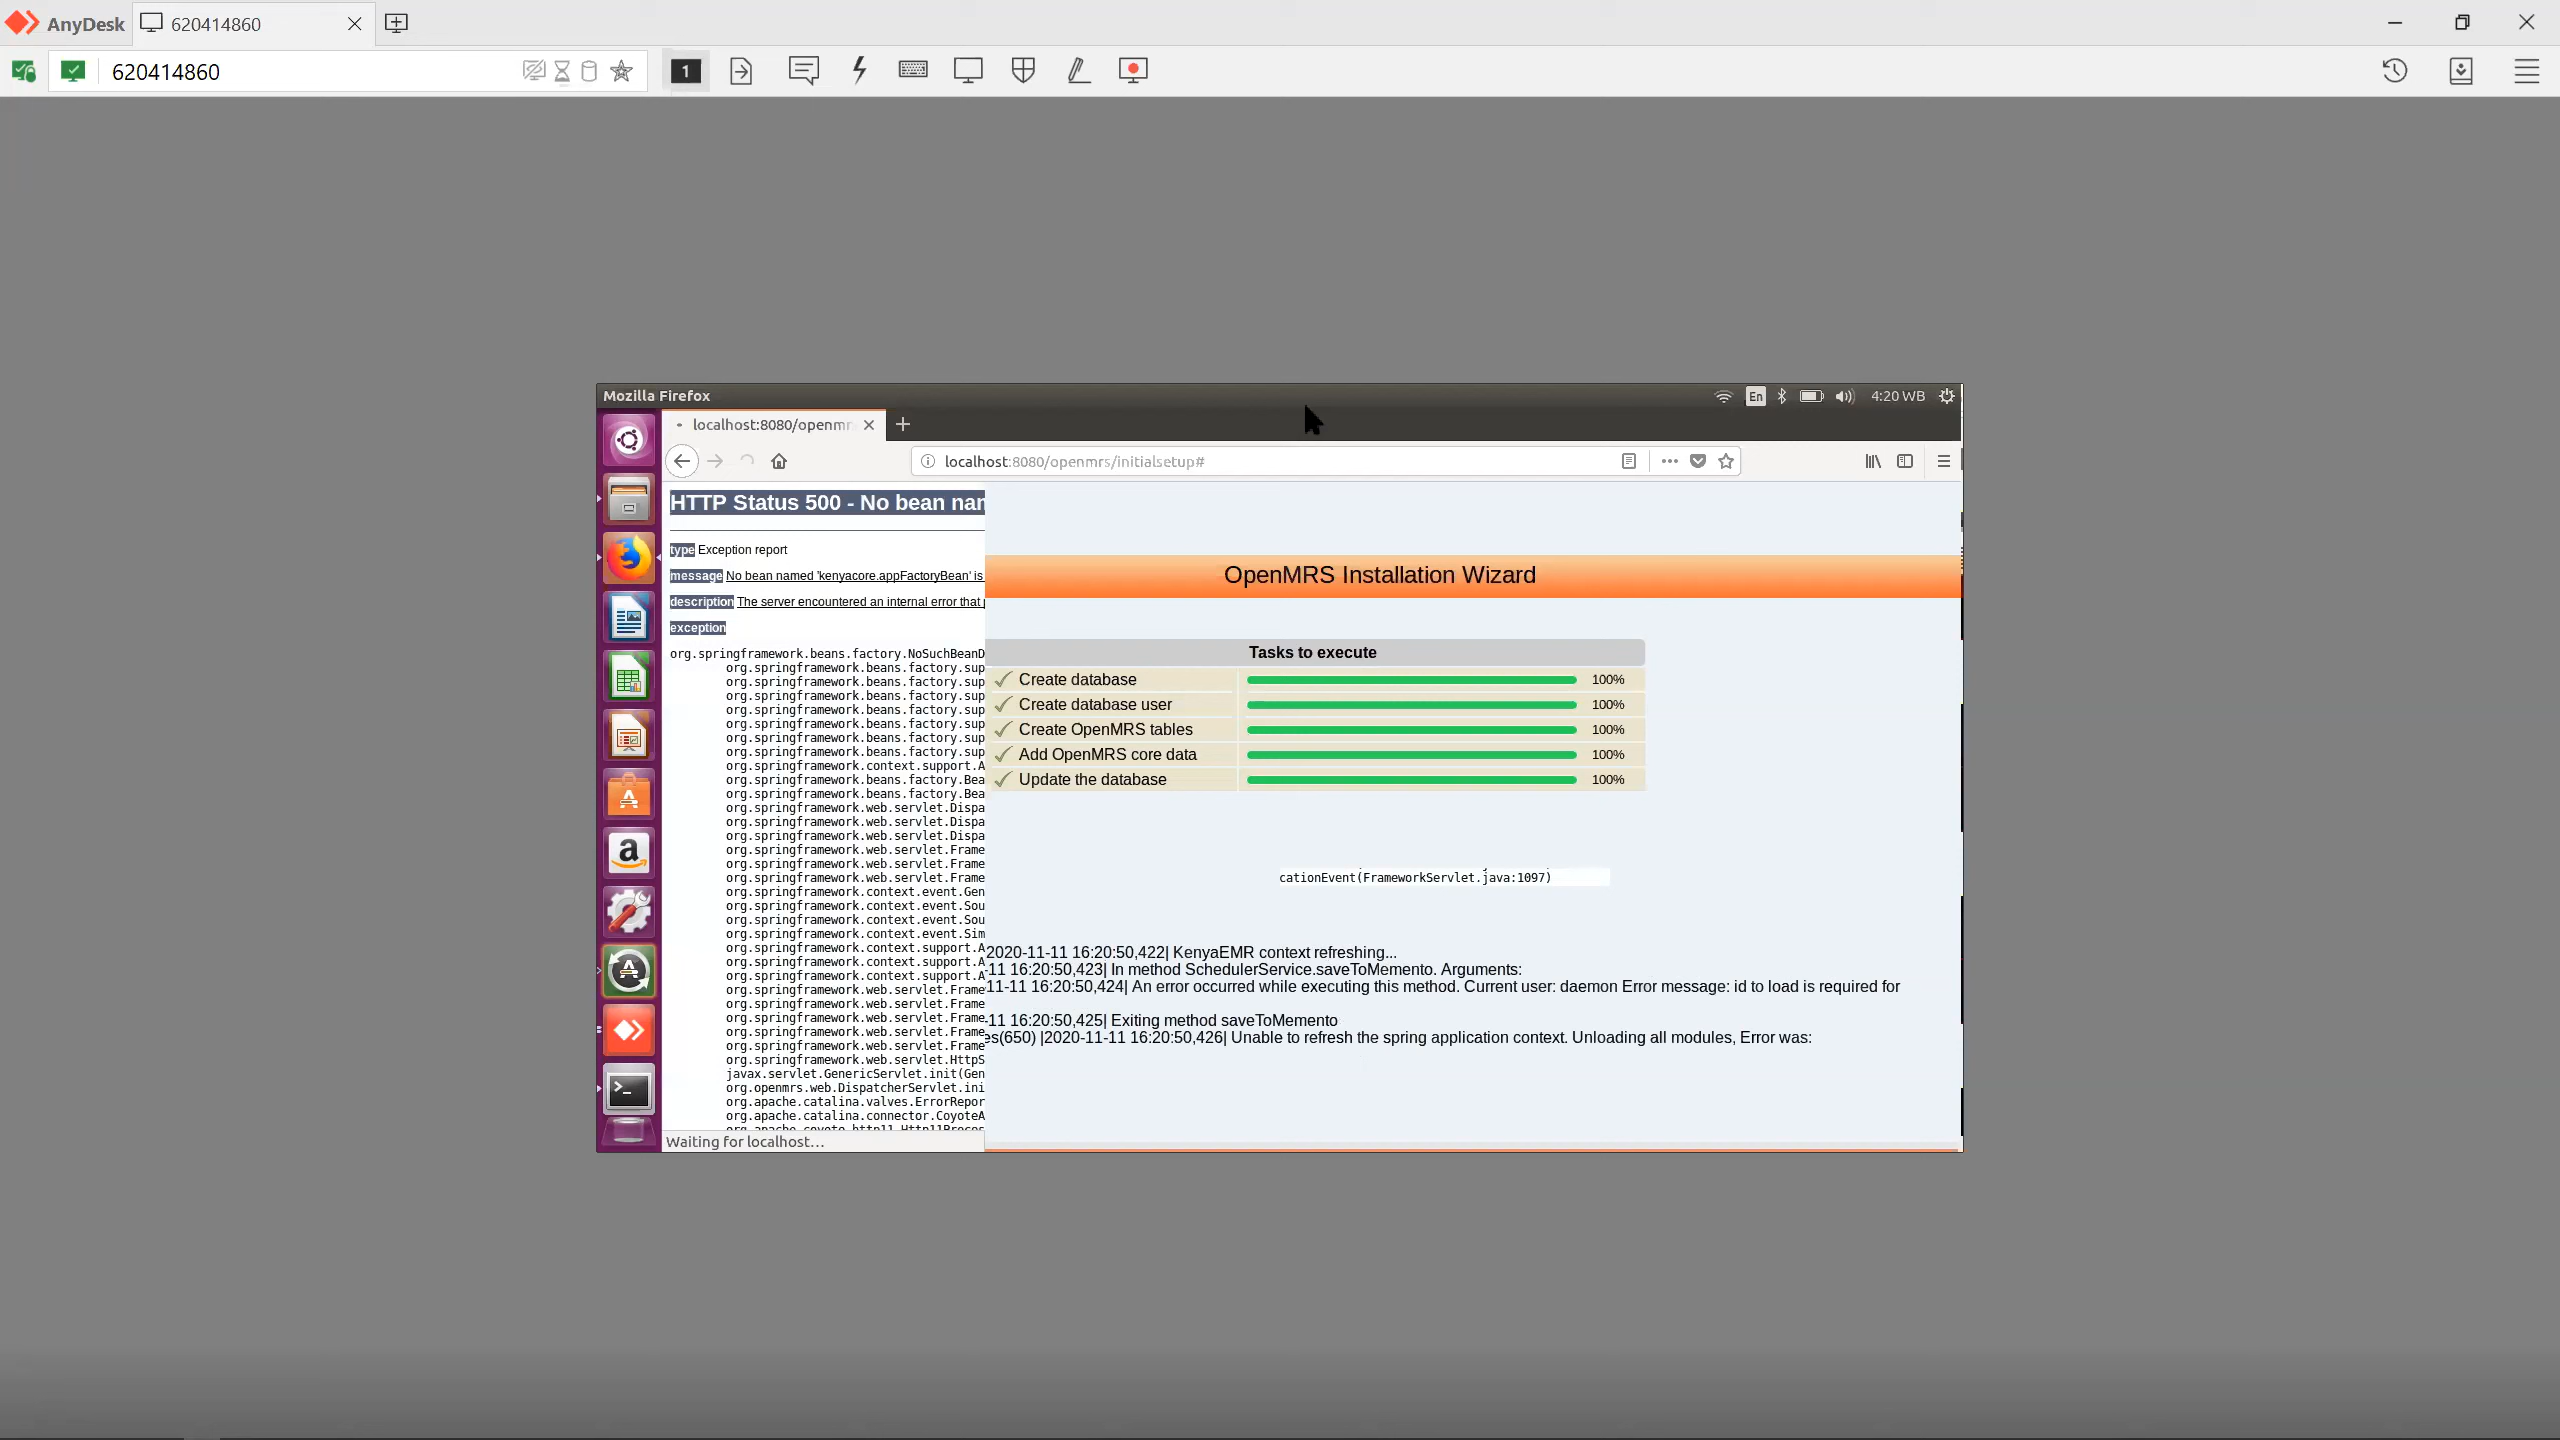 AnyDesk
620414860
620414860
1
Mozilla Firefox
En
4:20 WB
localhost:8080/openmr
localhost:8080/openmrs/initialsetup#
HTTP Status 500 - No bean nam
type Exception report
message No bean named 'kenyacore.appFactoryBean' is
description The server encountered an internal error that
exception
org.springframework.beans.factory.NoSuchBeanD
org.springframework.beans.factory.sup
org.springframework.beans.factory.sup
org.springframework.beans.factory.sup
org.springframework.beans.factory.sup
org.springframework.beans.factory.sup
org.springframework.beans.factory.sup
org.springframework.beans.factory.sup
org.springframework.context.support.A
org.springframework.beans.factory.Bea
org.springframework.beans.factory.Bea
org.springframework.web.servlet.Dispa
org.springframework.web.servlet.Dispa
org.springframework.web.servlet.Dispa
org.springframework.web.servlet.Frame
org.springframework.web.servlet.Frame
org.springframework.web.servlet.Frame
org.springframework.context.event.Gen
org.springframework.context.event.Sou
org.springframework.context.event.Sou
org.springframework.context.event.Sim
org.springframework.context.support.A
org.springframework.context.support.A
org.springframework.context.support.A
org.springframework.web.servlet.Frame
org.springframework.web.servlet.Frame
org.springframework.web.servlet.Frame
org.springframework.web.servlet.Frame
org.springframework.web.servlet.Frame
org.springframework.web.servlet.HttpS
javax.servlet.GenericServlet.init(Gen
org.openmrs.web.DispatcherServlet.ini
org.apache.catalina.valves.ErrorRepor
org.apache.catalina.connector.CoyoteA
org.apache.coyote.http11.Http11Proces
Waiting for localhost…
OpenMRS Installation Wizard
Tasks to execute
Create database 100%
Create database user 100%
Create OpenMRS tables 100%
Add OpenMRS core data 100%
Update the database 100%
cationEvent(FrameworkServlet.java:1097)
2020-11-11 16:20:50,422| KenyaEMR context refreshing...
-11 16:20:50,423| In method SchedulerService.saveToMemento. Arguments:
11-11 16:20:50,424| An error occurred while executing this method. Current user: daemon Error message: id to load is required for
-11 16:20:50,425| Exiting method saveToMemento
es(650) |2020-11-11 16:20:50,426| Unable to refresh the spring application context. Unloading all modules, Error was: